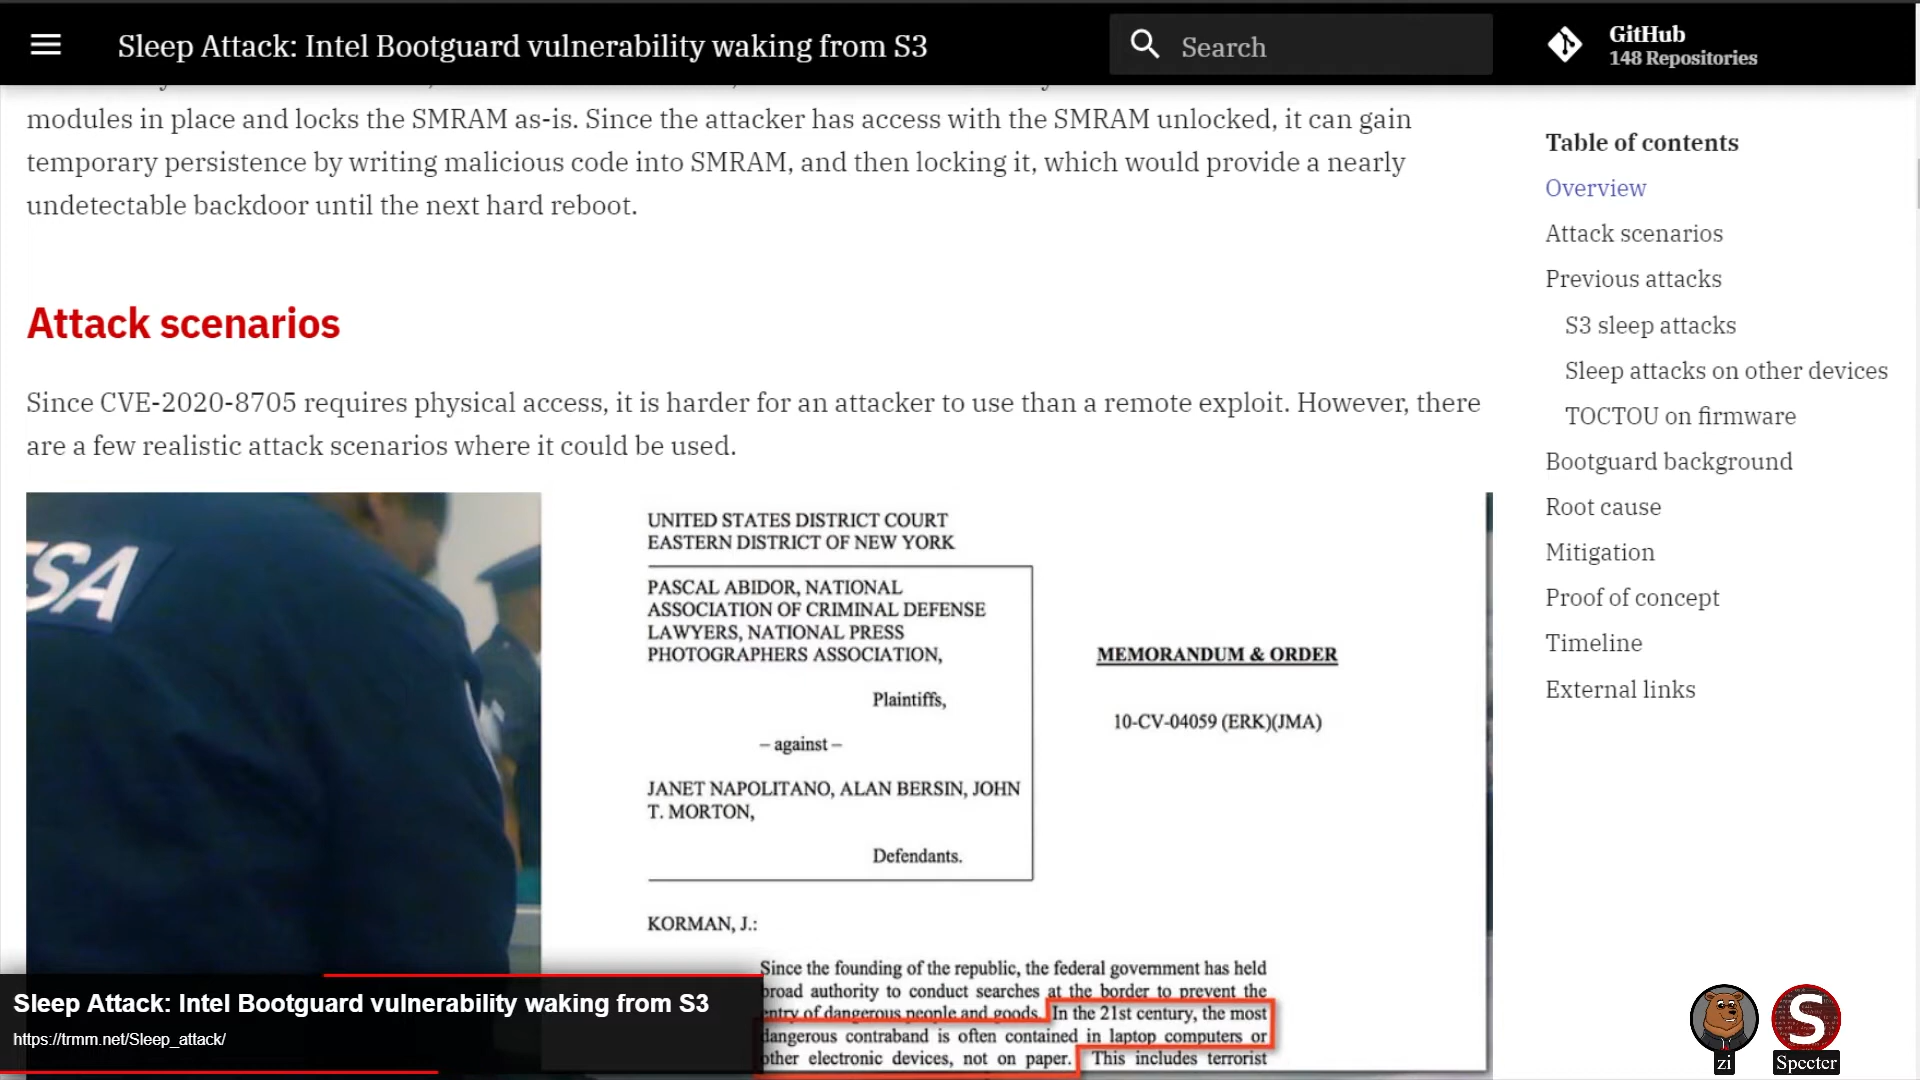 Sleep Attack: Intel Bootguard vulnerability waking from S3
Search
GitHub
148 Repositories
modules in place and locks the SMRAM as-is. Since the attacker has access with the SMRAM unlocked, it can gain
temporary persistence by writing malicious code into SMRAM, and then locking it, which would provide a nearly
undetectable backdoor until the next hard reboot.
Attack scenarios
Since CVE-2020-8705 requires physical access, it is harder for an attacker to use than a remote exploit. However, there
are a few realistic attack scenarios where it could be used.
SA
UNITED STATES DISTRICT COURT
EASTERN DISTRICT OF NEW YORK
PASCAL ABIDOR, NATIONAL
ASSOCIATION OF CRIMINAL DEFENSE
LAWYERS, NATIONAL PRESS
PHOTOGRAPHERS ASSOCIATION,
Plaintiffs,
– against –
JANET NAPOLITANO, ALAN BERSIN, JOHN
T. MORTON,
Defendants.
MEMORANDUM & ORDER
10-CV-04059 (ERK)(JMA)
KORMAN, J.:
Since the founding of the republic, the federal government has held
broad authority to conduct searches at the border to prevent the
entry of dangerous people and goods. In the 21st century, the most
dangerous contraband is often contained in laptop computers or
other electronic devices, not on paper. This includes terrorist
Table of contents
Overview
Attack scenarios
Previous attacks
S3 sleep attacks
Sleep attacks on other devices
TOCTOU on firmware
Bootguard background
Root cause
Mitigation
Proof of concept
Timeline
External links
Sleep Attack: Intel Bootguard vulnerability waking from S3
https://trmm.net/Sleep_attack/
zi
S
Specter